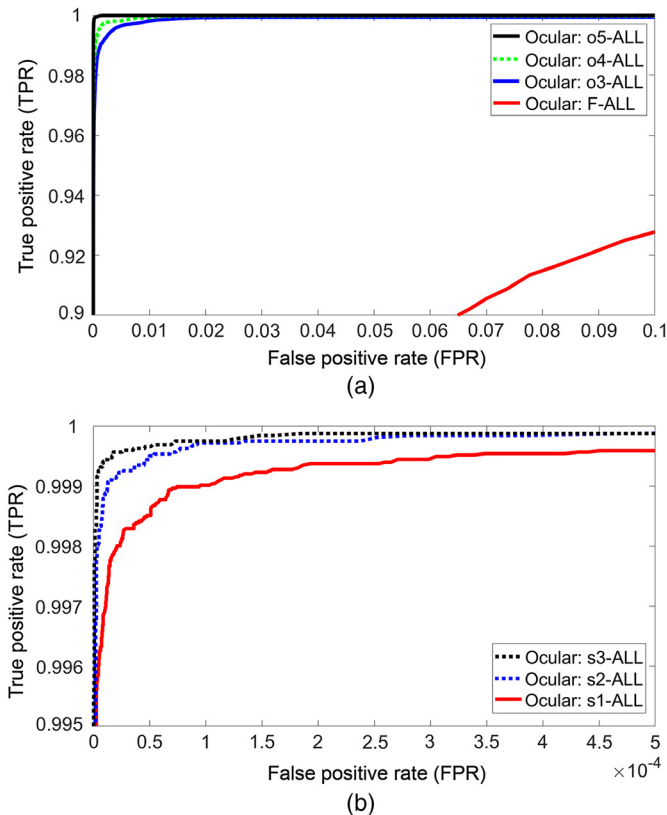 1
0.98
0.96
0.94
0.92
0.9
True positive rate (TPR)
Ocular: o5-ALL
Ocular: o4-ALL
Ocular: o3-ALL
Ocular: F-ALL
0 0.01 0.02 0.03 0.04 0.05 0.06 0.07 0.08 0.09 0.1
False positive rate (FPR)
(a)
1
0.999
0.998
0.997
0.996
0.995
True positive rate (TPR)
Ocular: s3-ALL
Ocular: s2-ALL
Ocular: s1-ALL
0 0.5 1 1.5 2 2.5 3 3.5 4 4.5 5
False positive rate (FPR)
×10⁻⁴
(b)